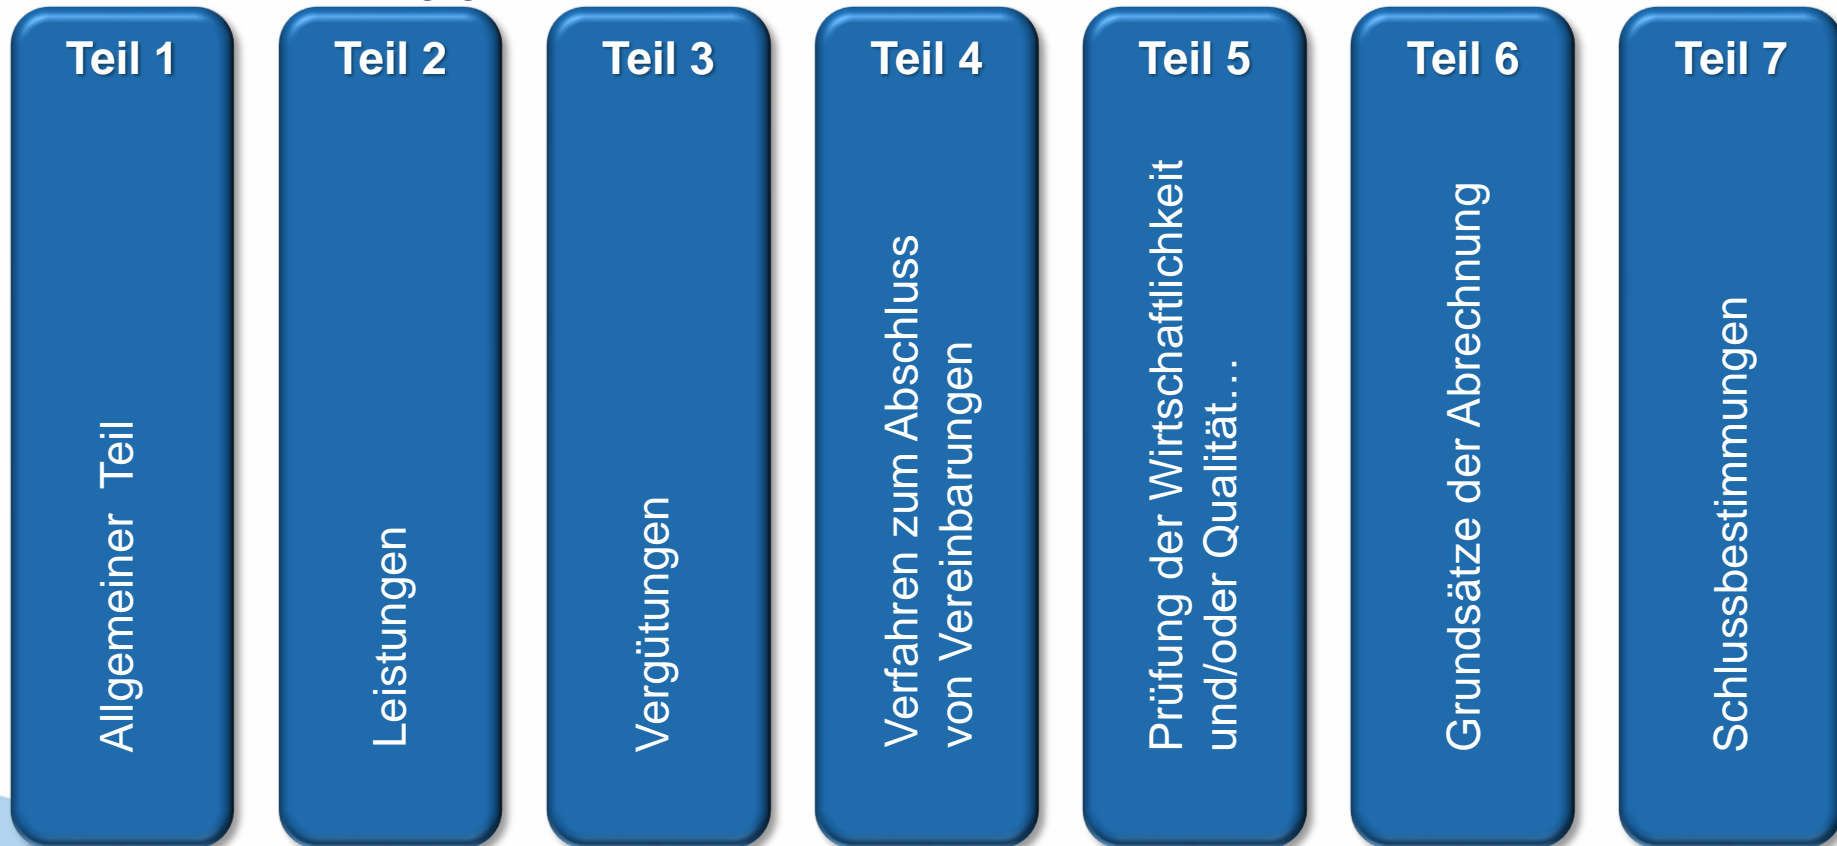 Teil 1
Allgemeiner Teil
Teil 2
Leistungen
Teil 3
Vergütungen
Teil 4
Verfahren zum Abschluss
von Vereinbarungen
Teil 5
Prüfung der Wirtschaftlichkeit
und/oder Qualität…
Teil 6
Grundsätze der Abrechnung
Teil 7
Schlussbestimmungen